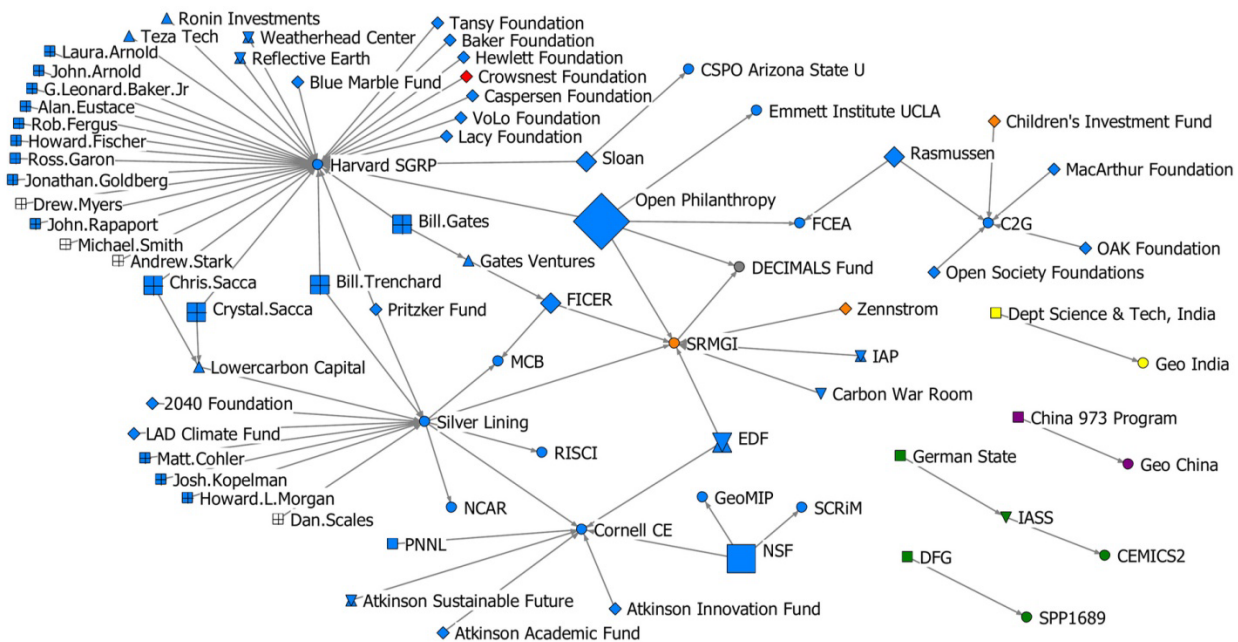 Ronin Investments
Teza Tech
Weatherhead Center
Reflective Earth
Blue Marble Fund
Laura.Arnold
John.Arnold
G.Leonard.Baker.Jr
Alan.Eustace
Rob.Fergus
Howard.Fischer
Ross.Garon
Jonathan.Goldberg
Drew.Myers
John.Rapaport
Michael.Smith
Andrew.Stark
Chris.Sacca
Crystal.Sacca
Tansy Foundation
Baker Foundation
Hewlett Foundation
Crowsnest Foundation
Caspersen Foundation
VoLo Foundation
Lacy Foundation
Harvard SGRP
Sloan
CSPO Arizona State U
Emmett Institute UCLA
Open Philanthropy
Rasmussen
Children's Investment Fund
MacArthur Foundation
FCEA
C2G
OAK Foundation
Open Society Foundations
Bill.Gates
Gates Ventures
Bill.Trenchard
Pritzker Fund
FICER
DECIMALS Fund
Zennstrom
SRMGI
IAP
Carbon War Room
MCB
Lowercarbon Capital
2040 Foundation
LAD Climate Fund
Matt.Cohler
Josh.Kopelman
Howard.L.Morgan
Dan.Scales
Silver Lining
RISCI
NCAR
EDF
GeoMIP
SCRiM
Cornell CE
NSF
PNNL
Atkinson Sustainable Future
Atkinson Academic Fund
Atkinson Innovation Fund
Dept Science & Tech, India
Geo India
China 973 Program
Geo China
German State
IASS
CEMICS2
DFG
SPP1689